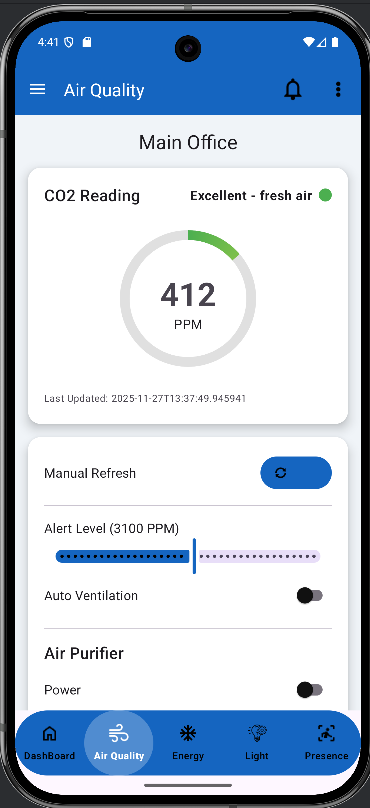 4:41
Air Quality
Main Office
CO2 Reading
Excellent - fresh air
412
PPM
Last Updated: 2025-11-27T13:37:49.945941
Manual Refresh
Alert Level (3100 PPM)
Auto Ventilation
Air Purifier
Power
DashBoard Air Quality Energy Light Presence